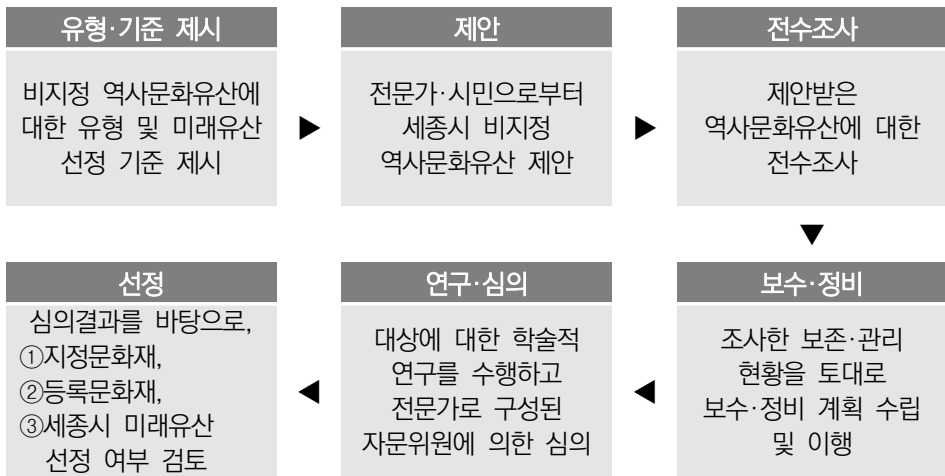 유형·기준 제시
비지정 역사문화유산에
대한 유형 및 미래유산
선정 기준 제시
▶
제안
전문가·시민으로부터
세종시 비지정
역사문화유산 제안
▶
전수조사
제안받은
역사문화유산에 대한
전수조사
▼
보수·정비
조사한 보존·관리
현황을 토대로
보수·정비 계획 수립
및 이행
◀
연구·심의
대상에 대한 학술적
연구를 수행하고
전문가로 구성된
자문위원에 의한 심의
◀
선정
심의결과를 바탕으로,
①지정문화재,
②등록문화재,
③세종시 미래유산
선정 여부 검토